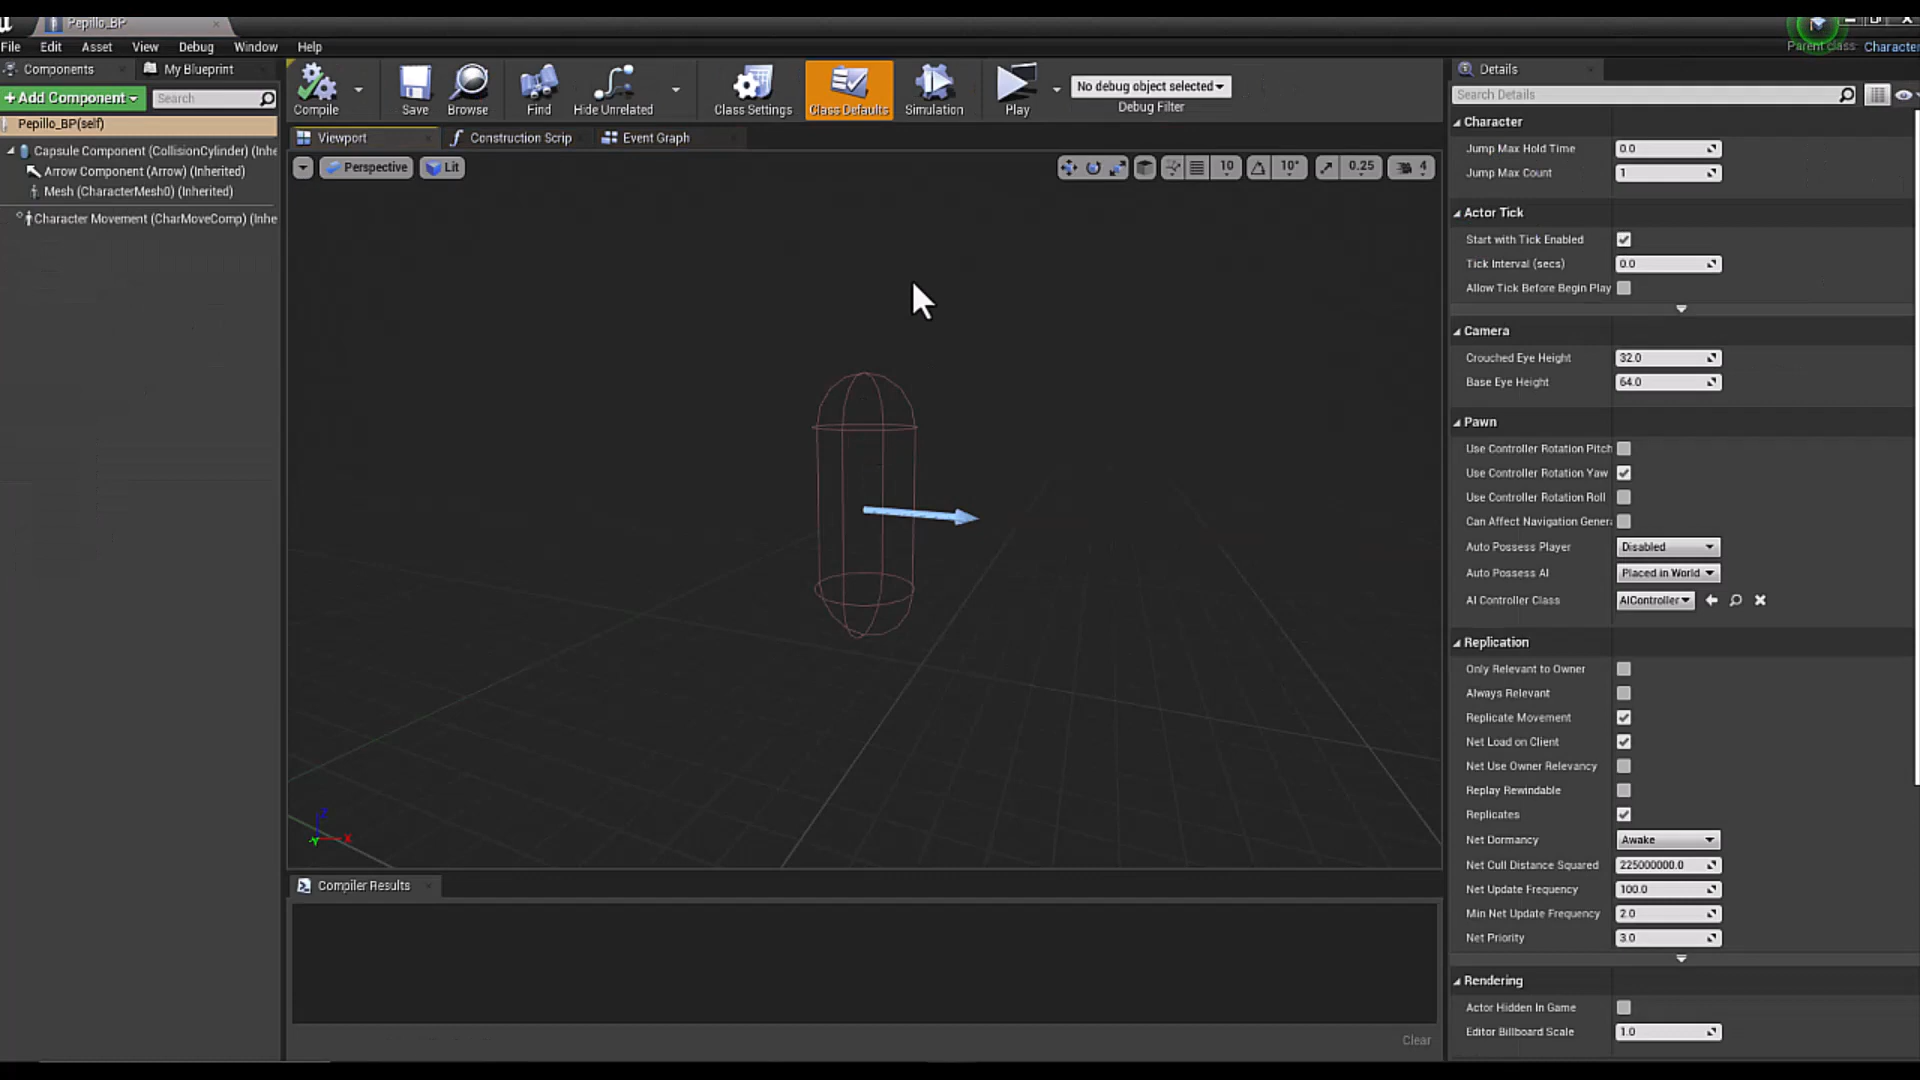 Pepillo_BP
Parent class: Character
File Edit Asset View Debug Window Help
Components
My Blueprint
Details
+Add Component
Search
Compile
Save
Browse
Find
Hide Unrelated
Class Settings
Class Defaults
Simulation
Play
No debug object selected
Debug Filter
Search Details
Pepillo_BP(self)
Capsule Component (CollisionCylinder) (Inhe
Arrow Component (Arrow) (Inherited)
Mesh (CharacterMesh0) (Inherited)
Character Movement (CharMoveComp) (Inhe
Viewport
Construction Scrip
Event Graph
Perspective
Lit
10
10°
0.25
4
Character
Jump Max Hold Time 0.0
Jump Max Count 1
Actor Tick
Start with Tick Enabled
Tick Interval (secs) 0.0
Allow Tick Before Begin Play
Camera
Crouched Eye Height 32.0
Base Eye Height 64.0
Pawn
Use Controller Rotation Pitch
Use Controller Rotation Yaw
Use Controller Rotation Roll
Can Affect Navigation Genera
Auto Possess Player Disabled
Auto Possess AI Placed in World
AI Controller Class AIController
Replication
Only Relevant to Owner
Always Relevant
Replicate Movement
Net Load on Client
Net Use Owner Relevancy
Replay Rewindable
Replicates
Net Dormancy Awake
Net Cull Distance Squared 225000000.0
Net Update Frequency 100.0
Min Net Update Frequency 2.0
Net Priority 3.0
Rendering
Actor Hidden In Game
Editor Billboard Scale 1.0
Z
Y
X
Compiler Results
Clear